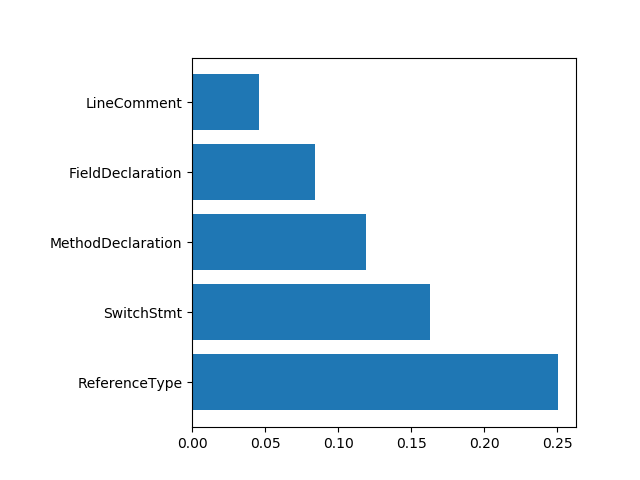 LineComment
FieldDeclaration
MethodDeclaration
SwitchStmt
ReferenceType
0.00 0.05 0.10 0.15 0.20 0.25